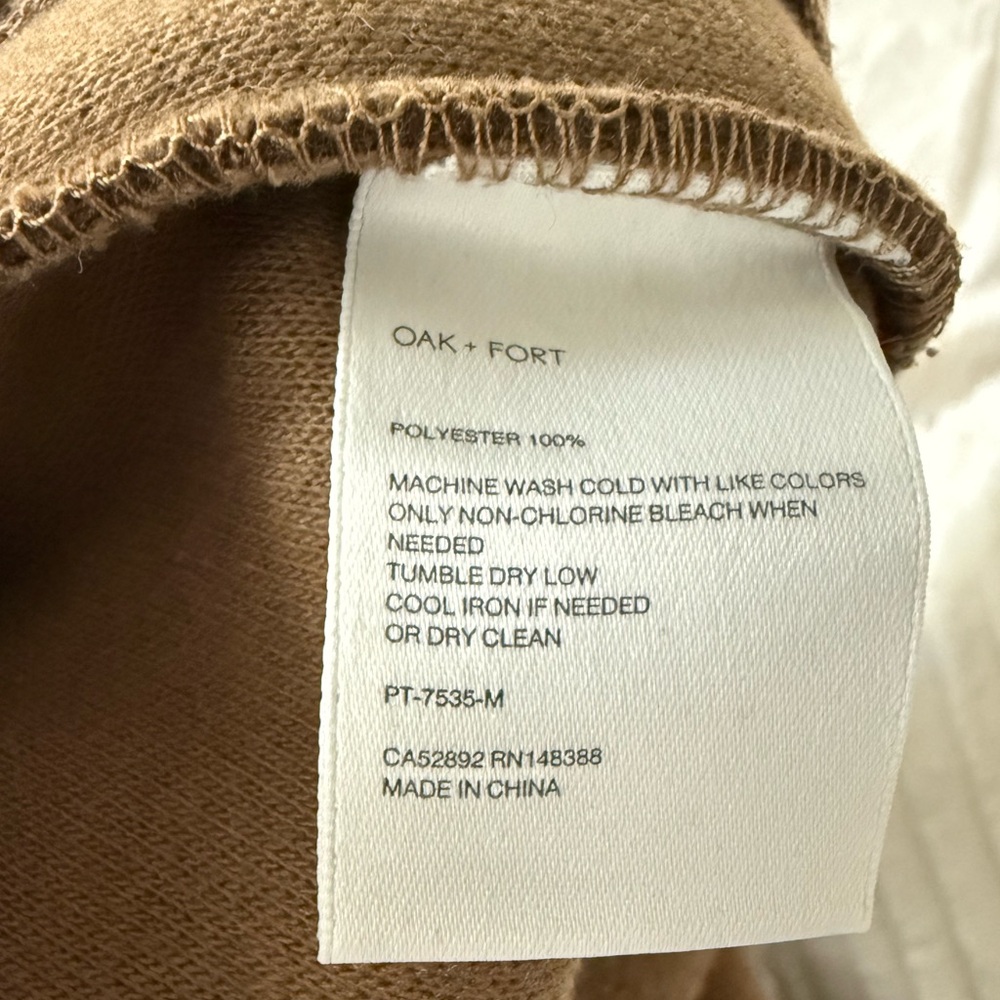 OAK + FORT
POLYESTER 100%
MACHINE WASH COLD WITH LIKE COLORS
ONLY NON-CHLORINE BLEACH WHEN
NEEDED
TUMBLE DRY LOW
COOL IRON IF NEEDED
OR DRY CLEAN
PT-7535-M
CA52892 RN148388
MADE IN CHINA